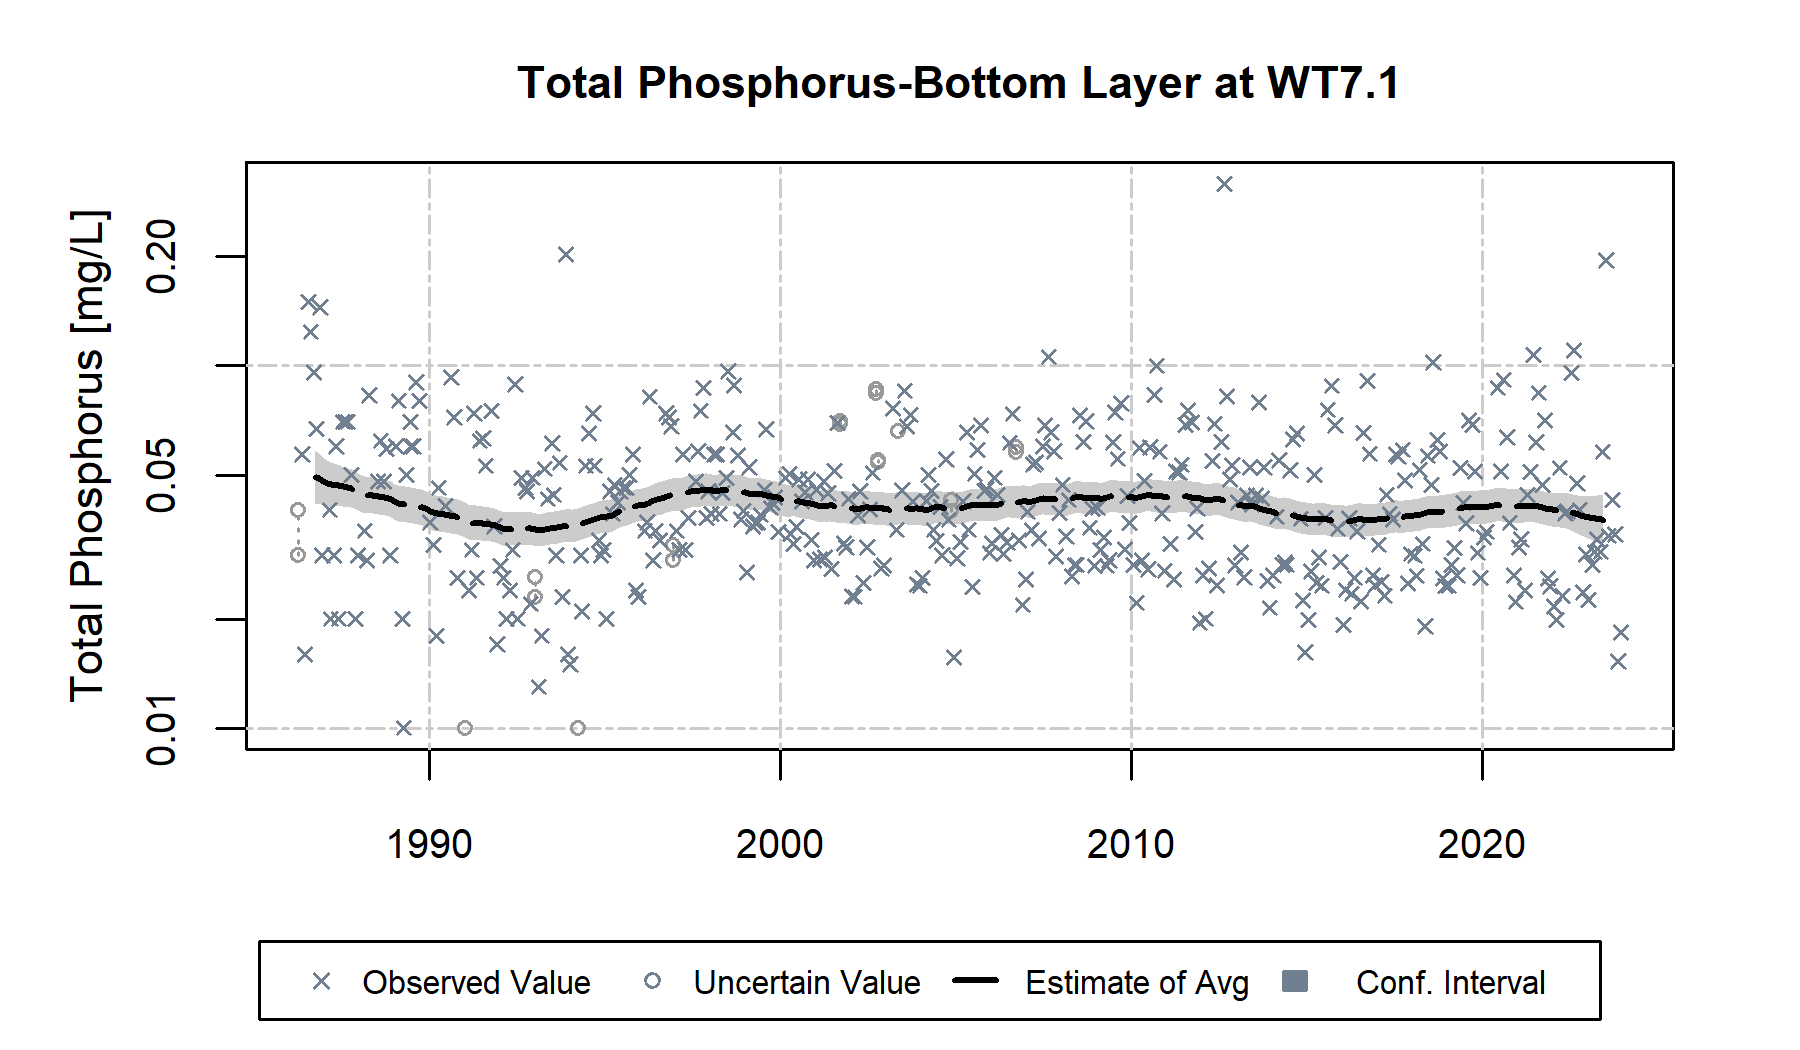 Total Phosphorus-Bottom Layer at WT7.1
Total Phosphorus [mg/L]
0.20
0.05
0.01
1990 2000 2010 2020
Observed Value Uncertain Value Estimate of Avg Conf. Interval